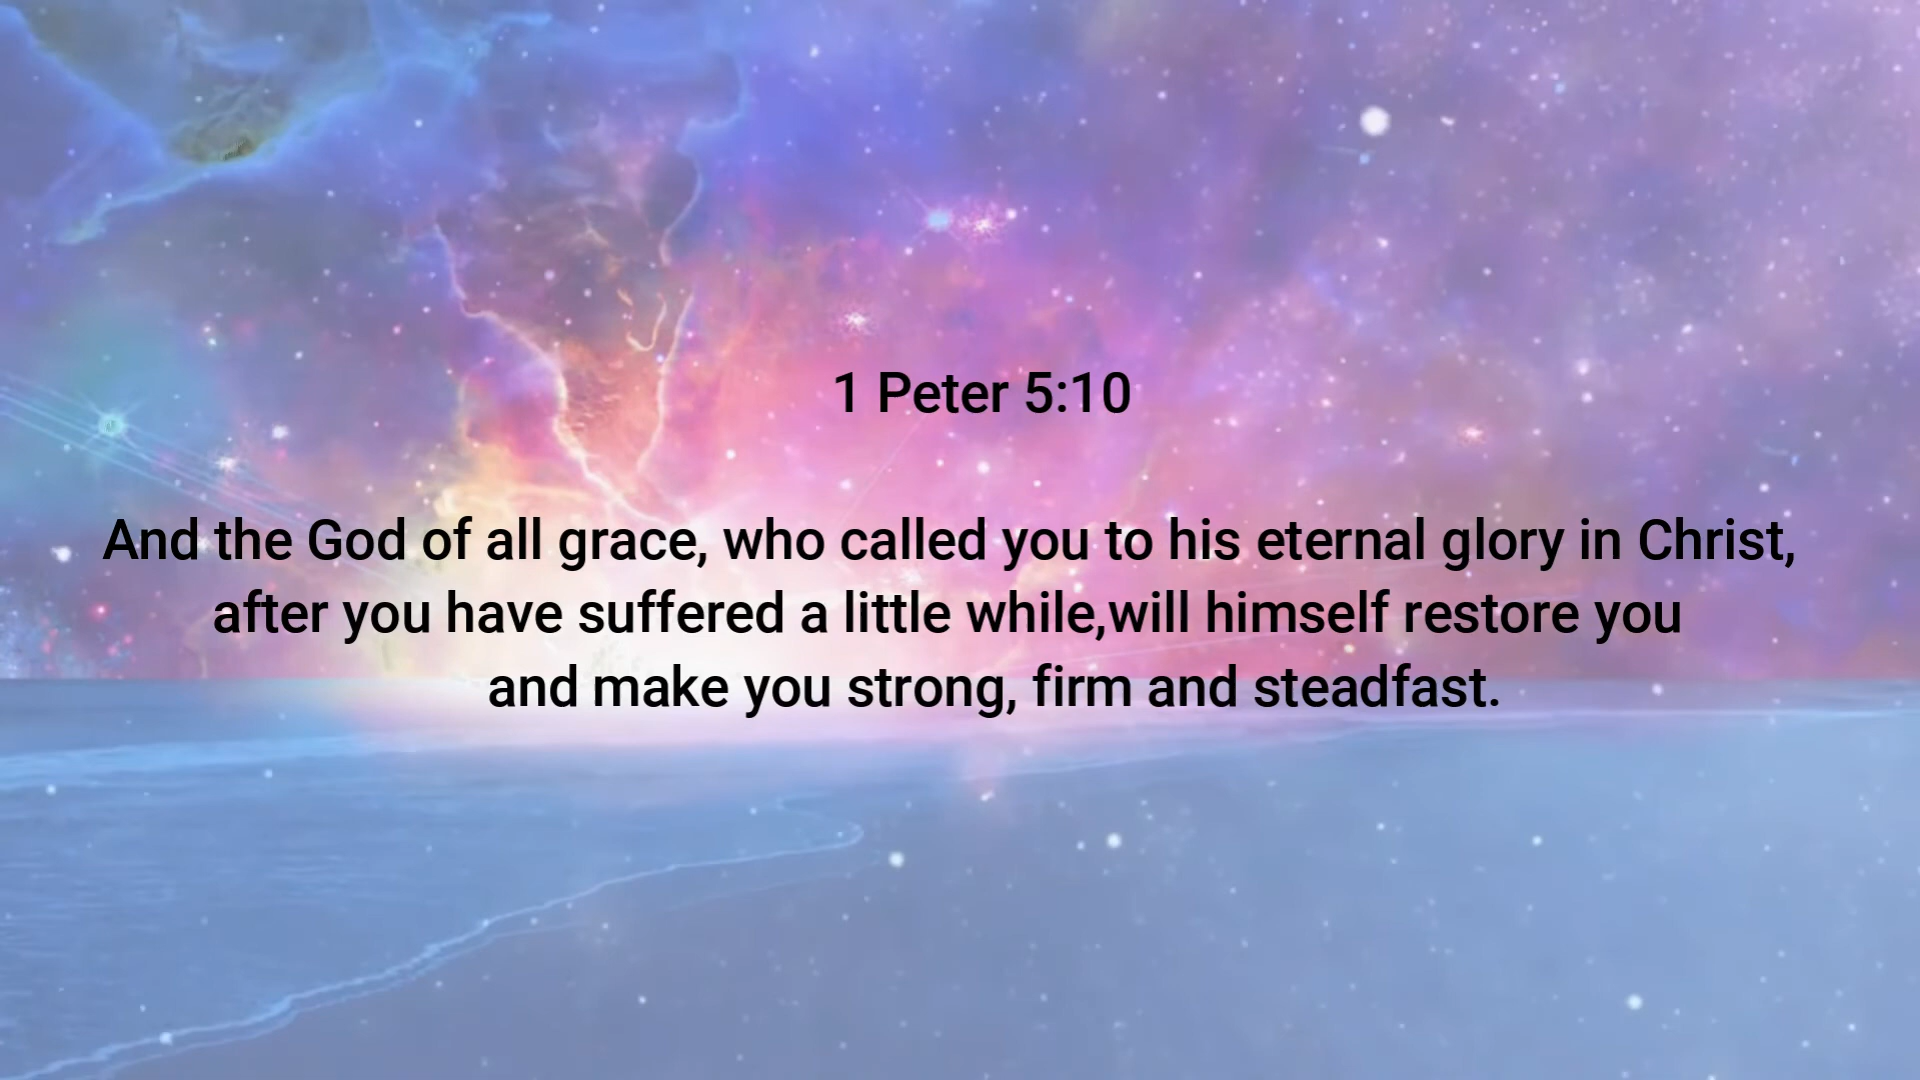 1 Peter 5:10
And the God of all grace, who called you to his eternal glory in Christ,
after you have suffered a little while,will himself restore you
and make you strong, firm and steadfast.